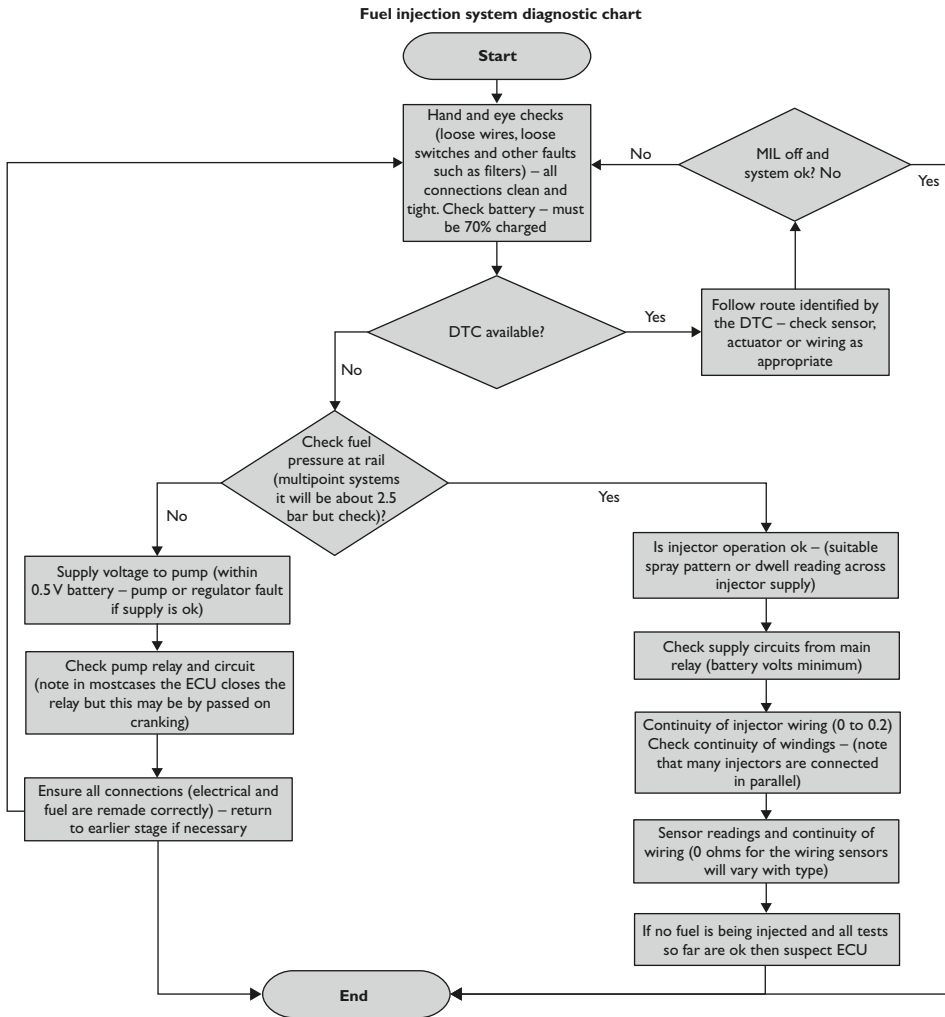 Fuel injection system diagnostic chart
Start
Hand and eye checks
(loose wires, loose
switches and other faults
such as filters) – all
connections clean and
tight. Check battery – must
be 70% charged
No
MIL off and
system ok? No
Yes
DTC available?
Yes
Follow route identified by
the DTC – check sensor,
actuator or wiring as
appropriate
No
Check fuel
pressure at rail
(multipoint systems
it will be about 2.5
bar but check)?
No
Yes
Supply voltage to pump (within
0.5 V battery – pump or regulator fault
if supply is ok)
Check pump relay and circuit
(note in mostcases the ECU closes the
relay but this may be by passed on
cranking)
Ensure all connections (electrical and
fuel are remade correctly) – return
to earlier stage if necessary
Is injector operation ok – (suitable
spray pattern or dwell reading across
injector supply)
Check supply circuits from main
relay (battery volts minimum)
Continuity of injector wiring (0 to 0.2)
Check continuity of windings – (note
that many injectors are connected
in parallel)
Sensor readings and continuity of
wiring (0 ohms for the wiring sensors
will vary with type)
If no fuel is being injected and all tests
so far are ok then suspect ECU
End